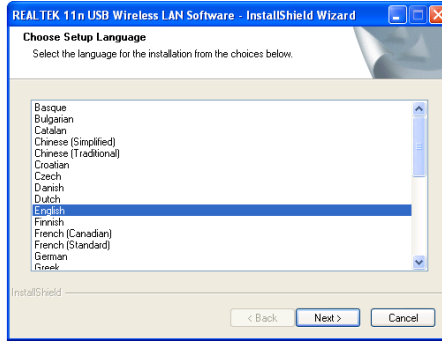 REALTEK 11n USB Wireless LAN Software - InstallShield Wizard
Choose Setup Language
Select the language for the installation from the choices below.
Basque
Bulgarian
Catalan
Chinese (Simplified)
Chinese (Traditional)
Croatian
Czech
Danish
Dutch
English
Finnish
French (Canadian)
French (Standard)
German
Greek
InstallShield
< Back
Next >
Cancel